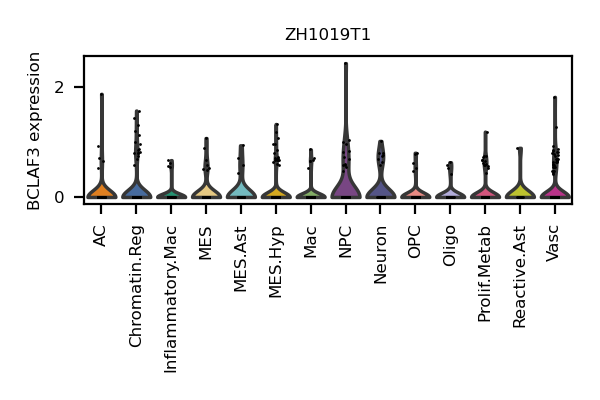 ZH1019T1
BCLAF3 expression
2
0
AC
Chromatin.Reg
Inflammatory.Mac
MES
MES.Ast
MES.Hyp
Mac
NPC
Neuron
OPC
Oligo
Prolif.Metab
Reactive.Ast
Vasc